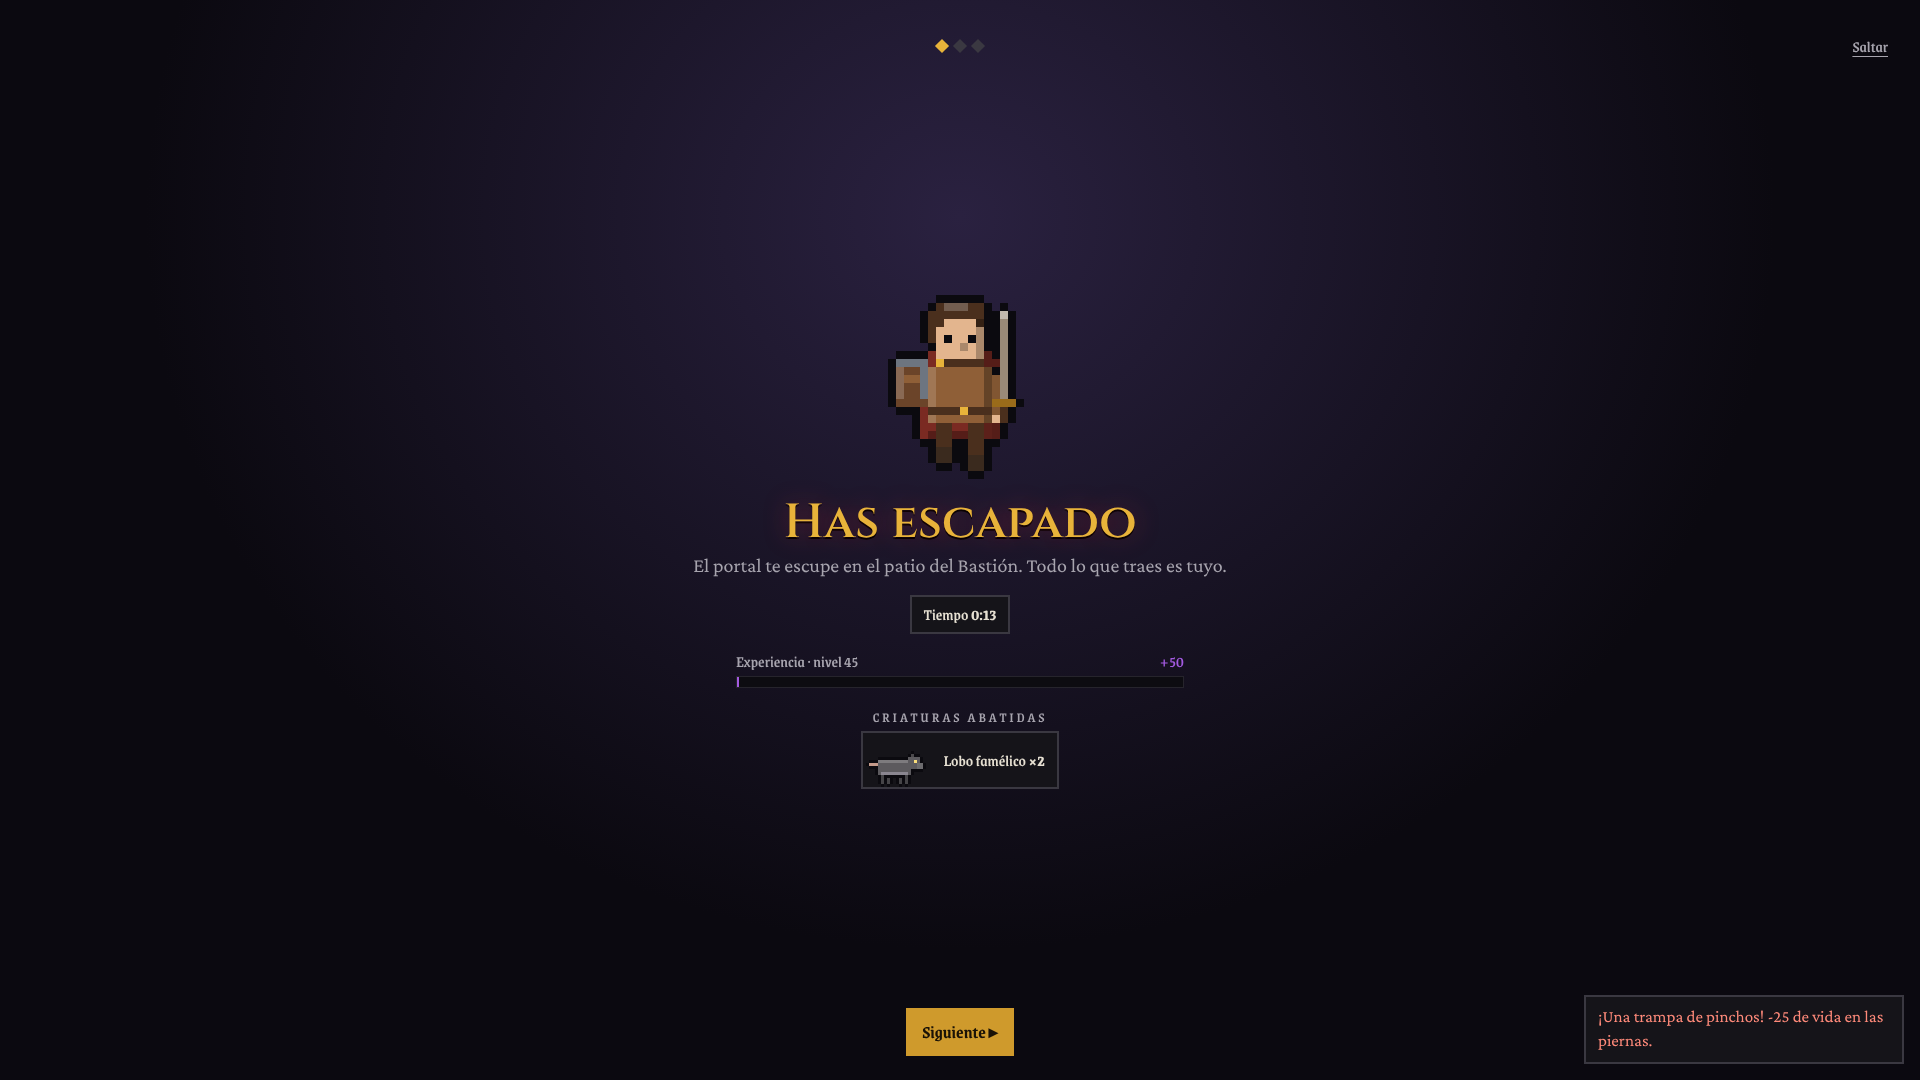 Saltar
Has escapado
El portal te escupe en el patio del Bastión. Todo lo que traes es tuyo.
Tiempo 0:13
Experiencia · nivel 45 +50
CRIATURAS ABATIDAS
Lobo famélico ×2
Siguiente ▶
¡Una trampa de pinchos! -25 de vida en las
piernas.